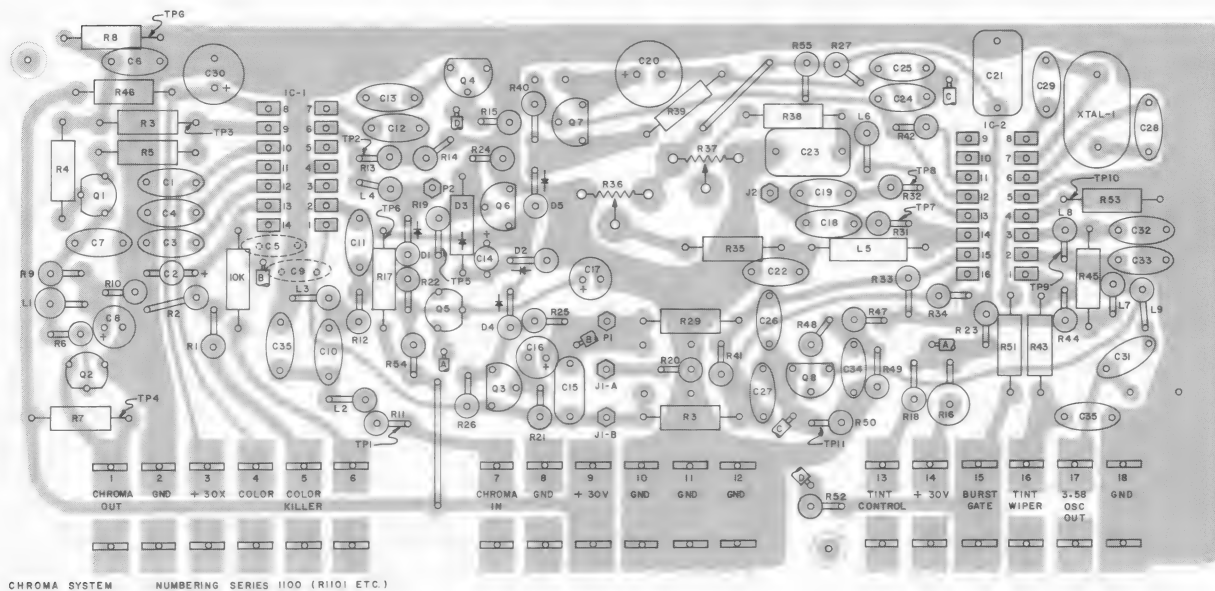 TP6
R8
C6
C30
+
R46
IC-1
R3
TP3
R5
R4
Q1
C1
C4
C3
C7
C2
+
R9
R10
L1
C8
+
R2
R6
R1
Q2
R7
TP4
8 7
9 6
10 5
11 4
12 3
13 2
14 1
C5
C9
B
10K
L3
C35
C10
L2
R11
TP1
R12
C13
C12
TP2
R13
R14
L4
C11
R17
TP6
P2
R19
D1
R22
TP5
Q5
R54
A
Q4
D
R15
R24
D3
Q6
C14
+
D2
D4
R25
C16
+
C15
Q3
R26
R21
R40
Q7
D5
C17
+
C20
+
R39
R36
R37
R35
P1
B
J1-A
J1-B
R29
R20
R41
R3
R55
R27
R38
C23
L6
C25
C24
C
R42
J2
C19
C18
R32
TP8
R31
TP7
L5
C22
C26
R33
R34
R48
R47
C27
Q8
C34
R49
C
R50
TP11
R18
R16
R23
A
C21
C29
XTAL-1
C28
IC-2
9 8
10 7
11 6
12 5
13 4
14 3
15 2
16 1
TP10
R53
L8
C32
C33
TP9
R45
L7
L9
R51
R43
R44
C31
C35
D
R52
1 2 3 4 5 6 7 8 9 10 11 12 13 14 15 16 17 18
CHROMA OUT
GND
+ 30X
COLOR
COLOR KILLER
CHROMA IN
GND
+ 30V
GND
GND
GND
TINT CONTROL
+ 30V
BURST GATE
TINT WIPER
3.58 OSC OUT
GND
CHROMA SYSTEM NUMBERING SERIES 1100 (R1101 ETC.)